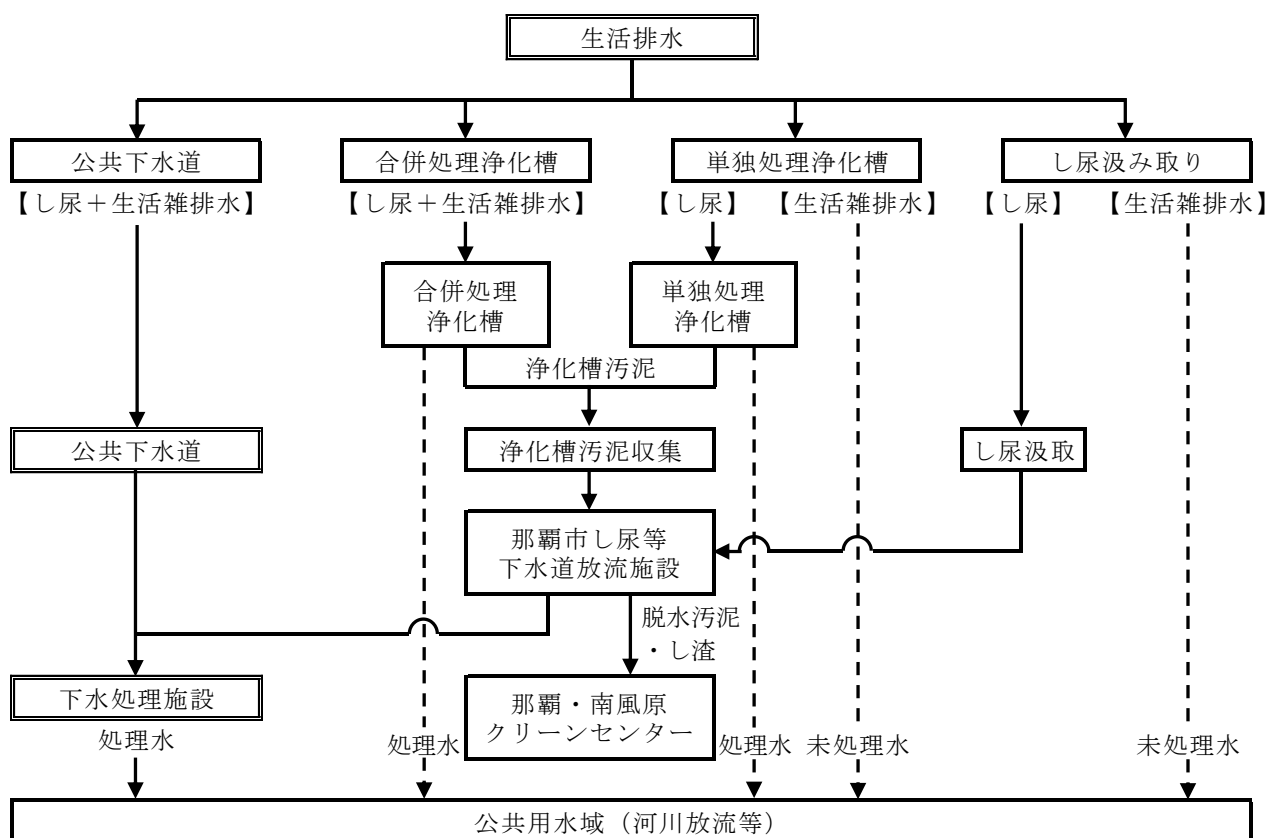 生活排水
公共下水道
合併処理浄化槽
単独処理浄化槽
し尿汲み取り
【し尿＋生活雑排水】
【し尿＋生活雑排水】
【し尿】
【生活雑排水】
【し尿】
【生活雑排水】
合併処理
浄化槽
単独処理
浄化槽
浄化槽汚泥
公共下水道
浄化槽汚泥収集
し尿汲取
那覇市し尿等
下水道放流施設
脱水汚泥
・し渣
下水処理施設
那覇・南風原
クリーンセンター
処理水
処理水
処理水
未処理水
未処理水
公共用水域（河川放流等）